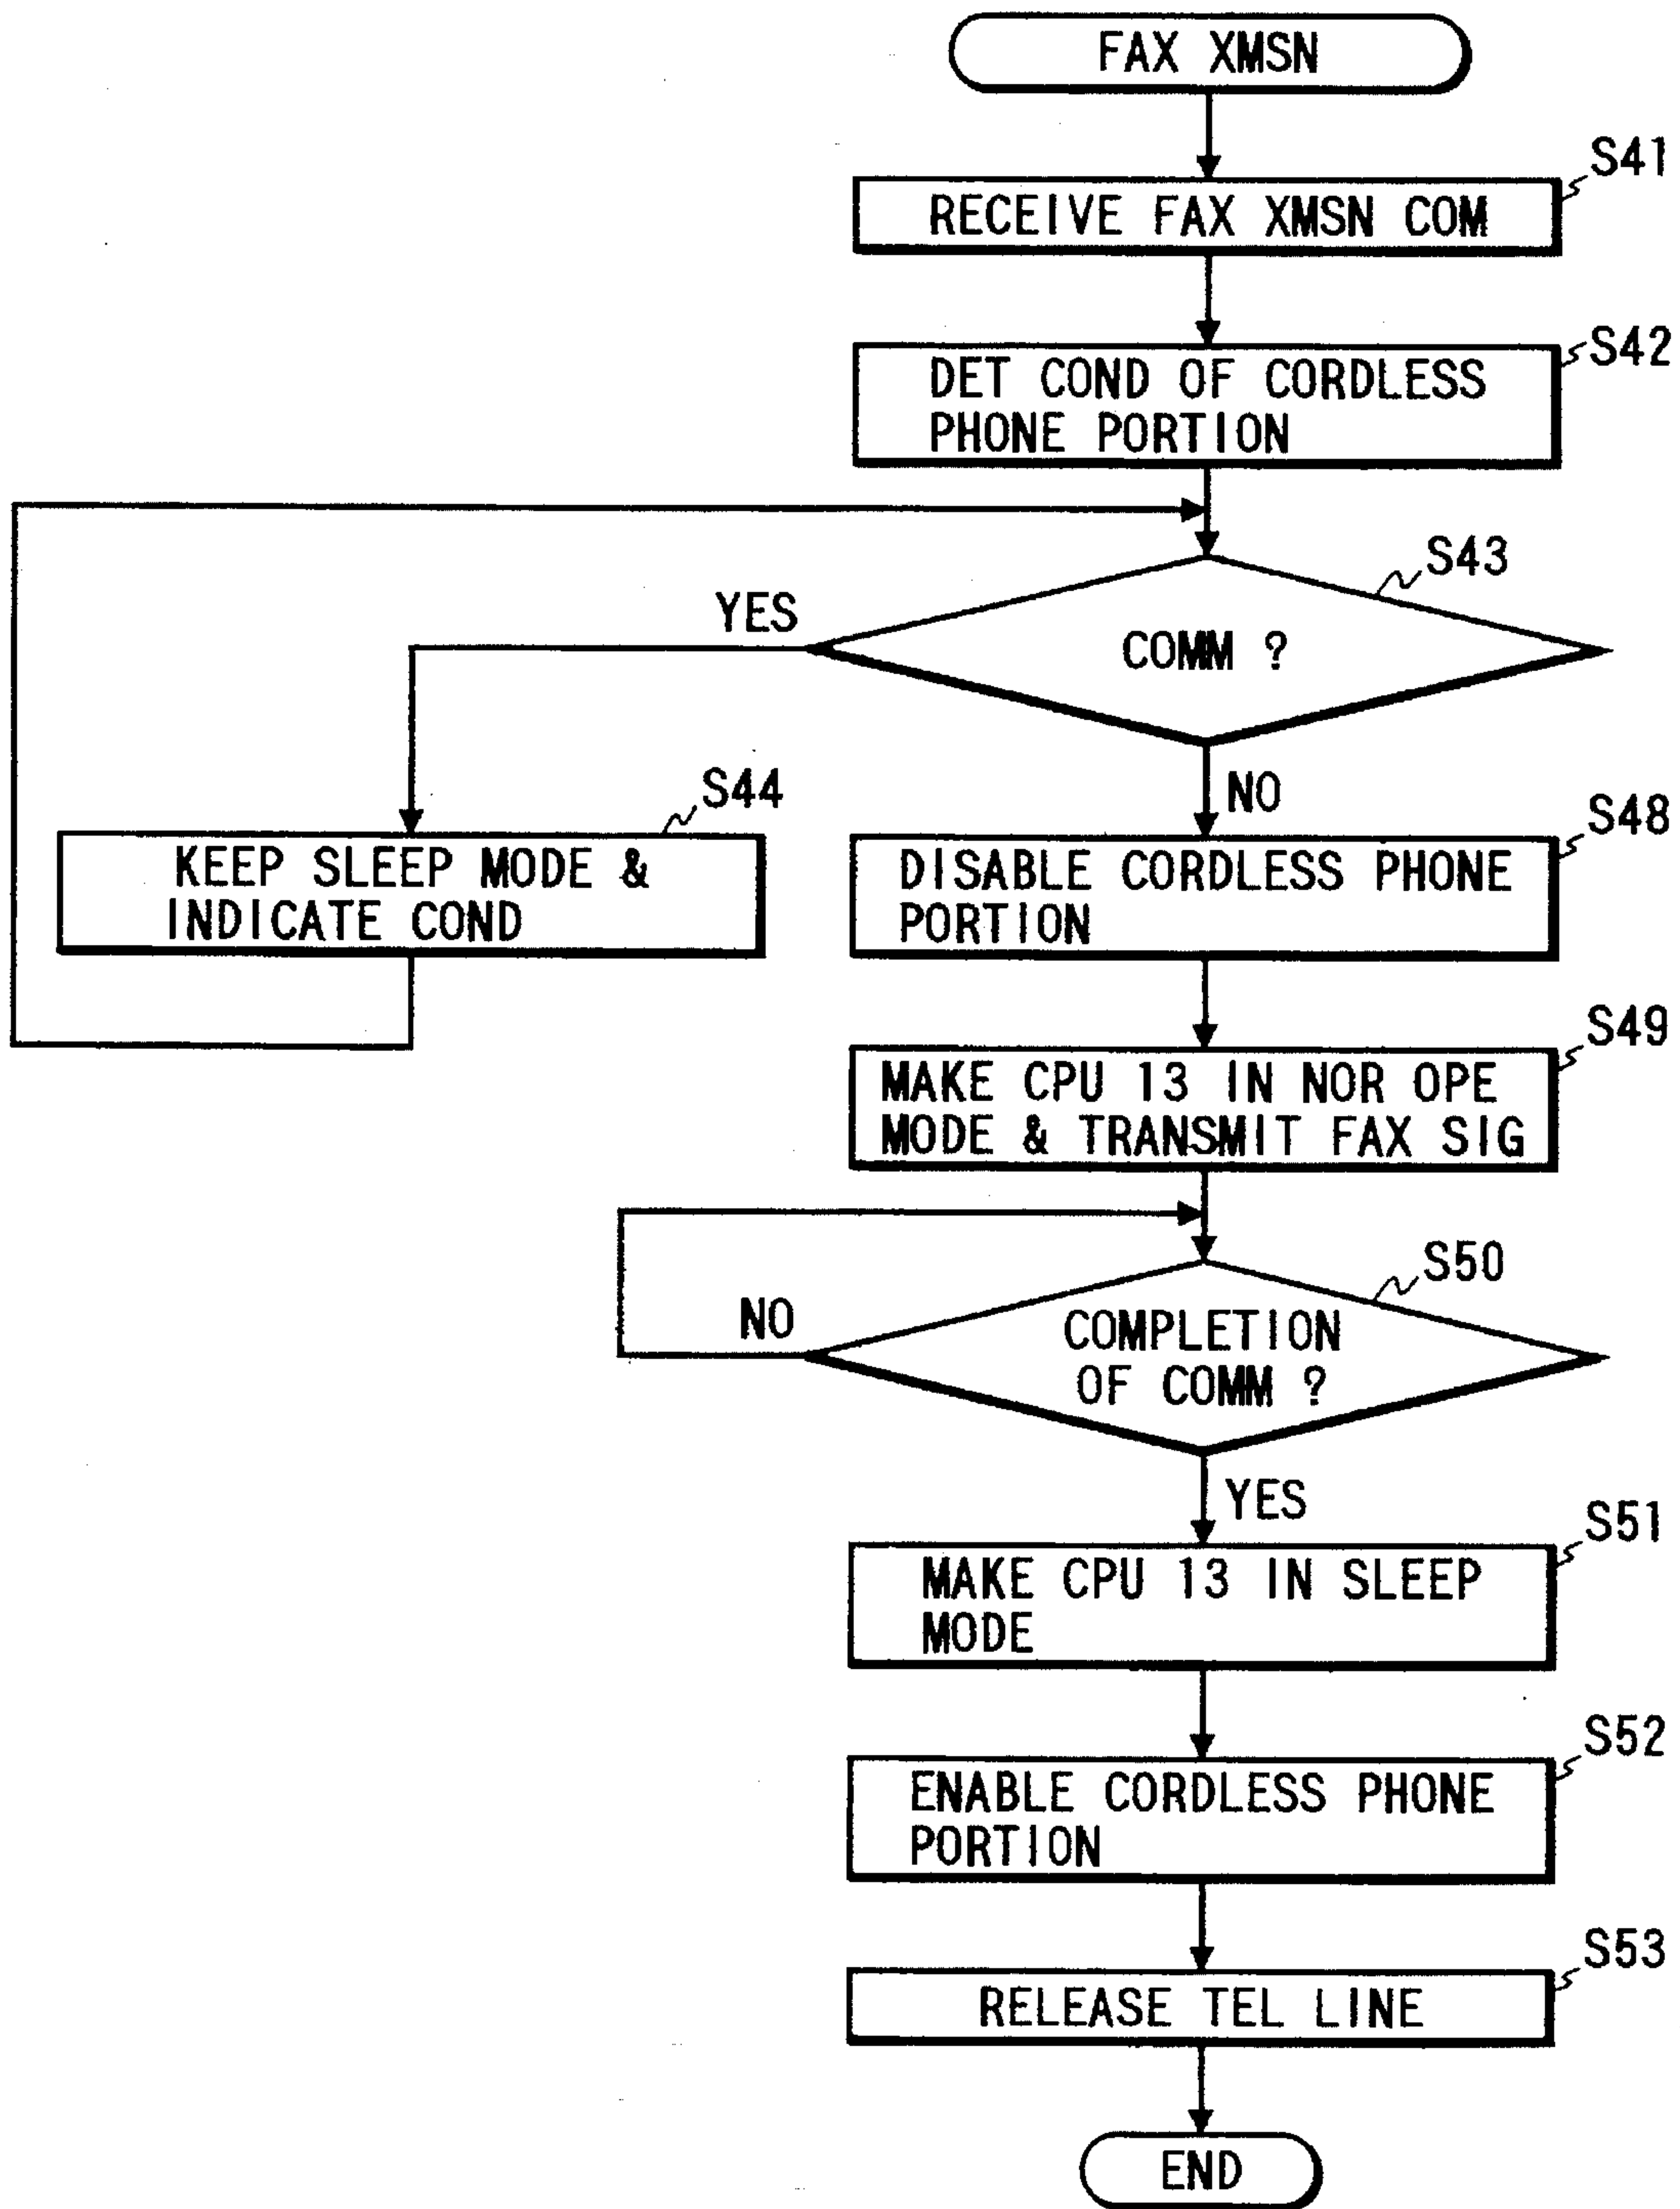 FAX XMSN
S41
RECEIVE FAX XMSN COM
S42
DET COND OF CORDLESS
PHONE PORTION
S43
COMM ?
YES
NO
S44
KEEP SLEEP MODE &
INDICATE COND
S48
DISABLE CORDLESS PHONE
PORTION
S49
MAKE CPU 13 IN NOR OPE
MODE & TRANSMIT FAX SIG
S50
COMPLETION
OF COMM ?
NO
YES
S51
MAKE CPU 13 IN SLEEP
MODE
S52
ENABLE CORDLESS PHONE
PORTION
S53
RELEASE TEL LINE
END